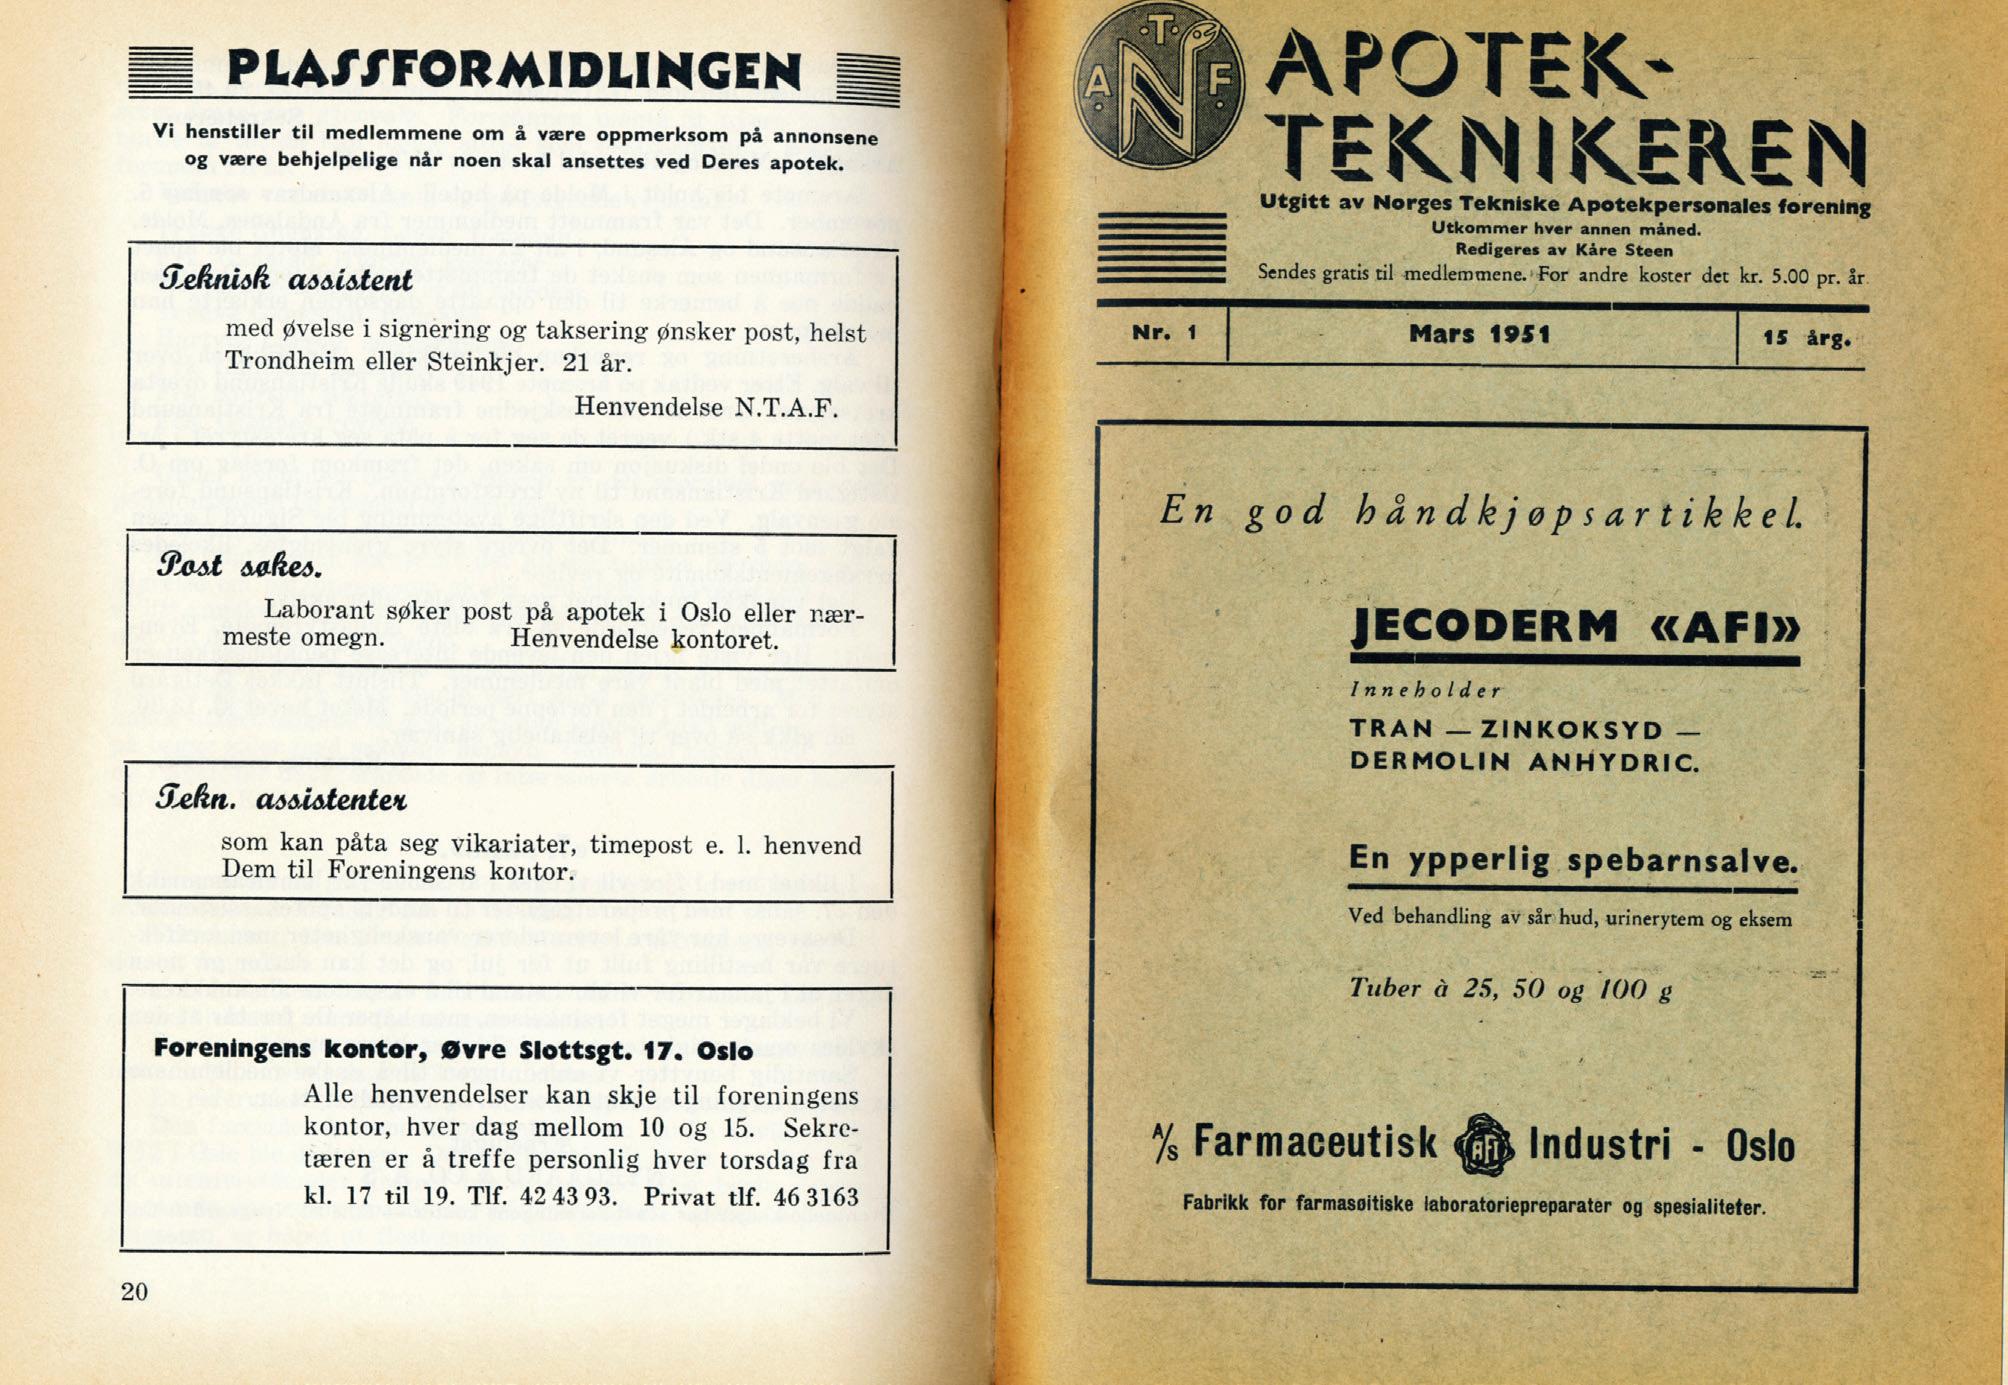 PLASSFORMIDLINGEN
Vi henstiller til medlemmene om å være oppmerksom på annonsene
og være behjelpelige når noen skal ansettes ved Deres apotek.
Teknisk assistent
med øvelse i signering og taksering ønsker post, helst
Trondheim eller Steinkjer. 21 år.
Henvendelse N.T.A.F.
Post søkes.
Laborant søker post på apotek i Oslo eller nær-
meste omegn. Henvendelse kontoret.
Tekn. assistenter
som kan påta seg vikariater, timepost e. l. henvend
Dem til Foreningens kontor.
Foreningens kontor, Øvre Slottsgt. 17. Oslo
Alle henvendelser kan skje til foreningens
kontor, hver dag mellom 10 og 15. Sekre-
tæren er å treffe personlig hver torsdag fra
kl. 17 til 19. Tlf. 42 43 93. Privat tlf. 46 3163
20
N.T.A.F.
APOTEK-
TEKNIKEREN
Utgitt av Norges Tekniske Apotekpersonales forening
Utkommer hver annen måned.
Redigeres av Kåre Steen
Sendes gratis til medlemmene. For andre koster det kr. 5.00 pr. år.
Nr. 1 Mars 1951 15 årg.
En god håndkjøpsartikkel.
JECODERM «AFI»
Inneholder
TRAN — ZINKOKSYD —
DERMOLIN ANHYDRIC.
En ypperlig spebarnsalve.
Ved behandling av sår hud, urinerytem og eksem
Tuber à 25, 50 og 100 g
A/S Farmaceutisk AFI Industri - Oslo
Fabrikk for farmasøitiske laboratoriepreparater og spesialiteter.